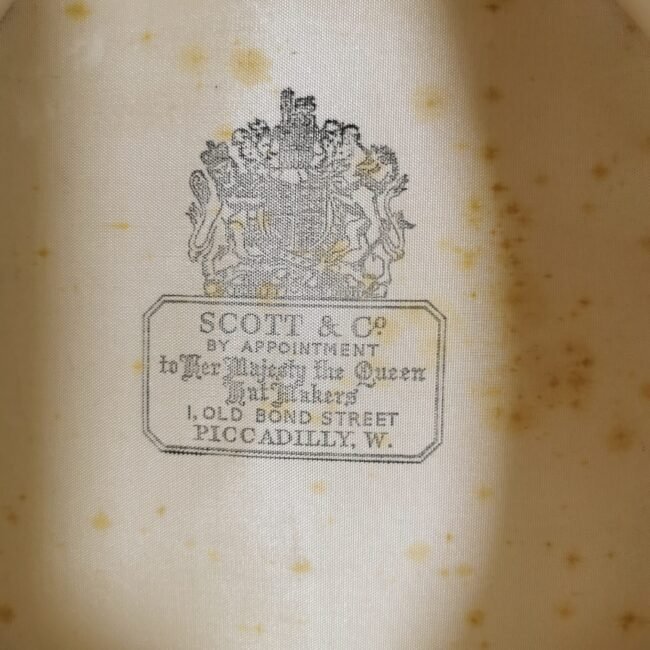 SCOTT & Cº
BY APPOINTMENT
to Her Majesty the Queen
Hat Makers
1, OLD BOND STREET
PICCADILLY, W.